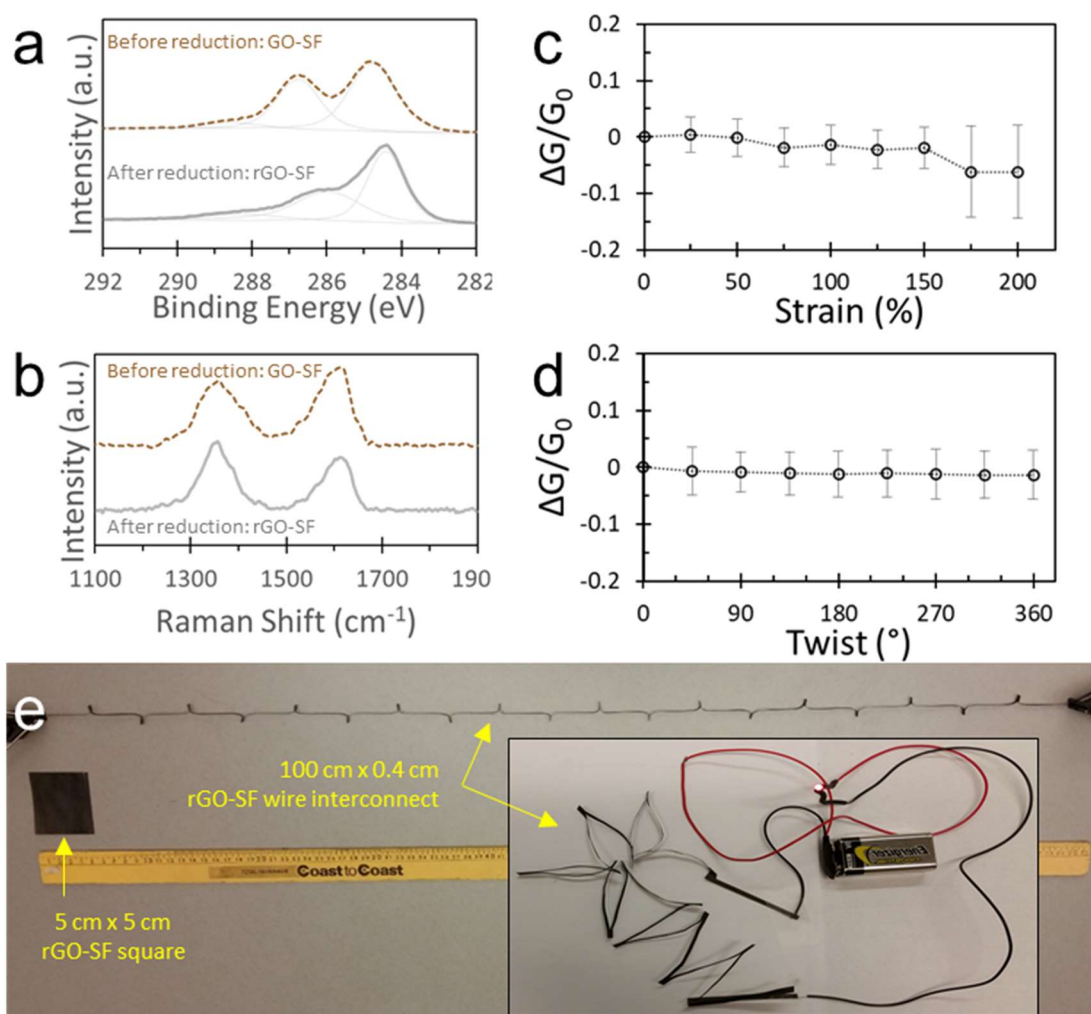 a
Before reduction: GO-SF
After reduction: rGO-SF
Intensity (a.u.)
292 290 288 286 284 282
Binding Energy (eV)
b
Before reduction: GO-SF
After reduction: rGO-SF
Intensity (a.u.)
1100 1300 1500 1700 190
Raman Shift (cm-1)
c
0.2
0.1
0
-0.1
-0.2
ΔG/G0
0 50 100 150 200
Strain (%)
d
0.2
0.1
0
-0.1
-0.2
ΔG/G0
0 90 180 270 360
Twist (°)
e
100 cm x 0.4 cm
rGO-SF wire interconnect
5 cm x 5 cm
rGO-SF square
Coast to Coast